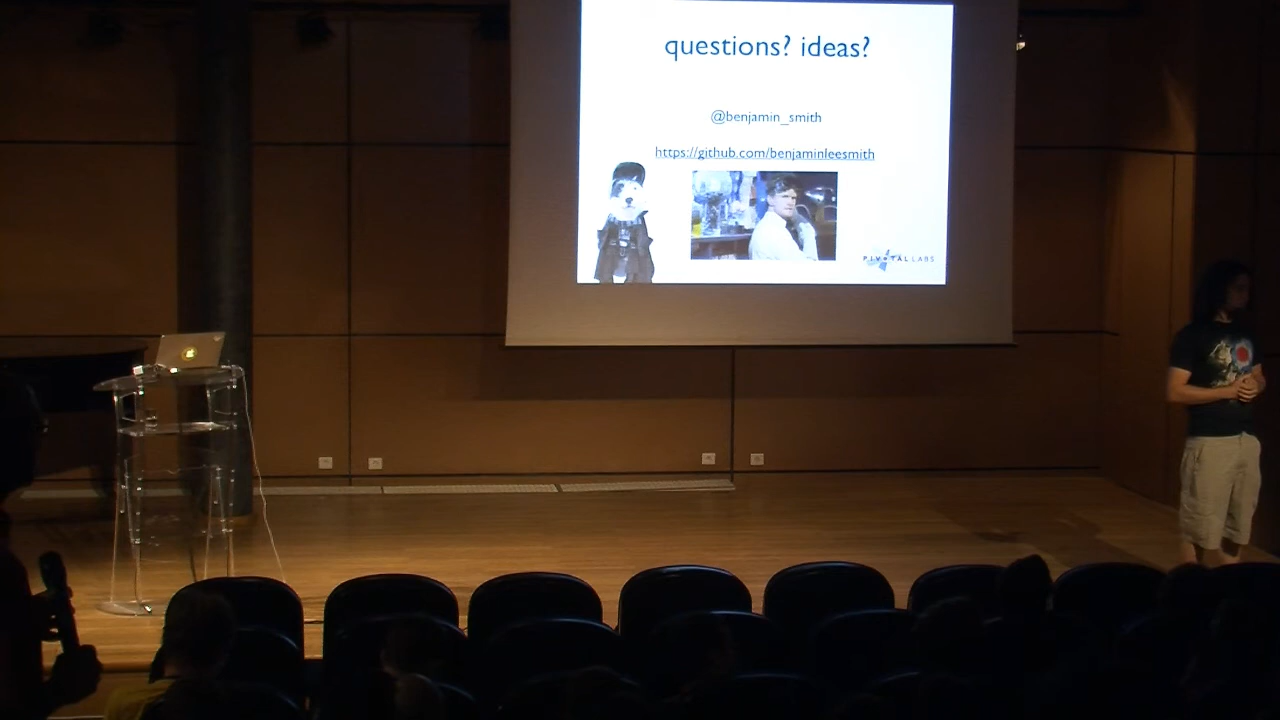 questions? ideas?
@benjamin_smith
https://github.com/benjaminleesmith
PIVOTAL LABS